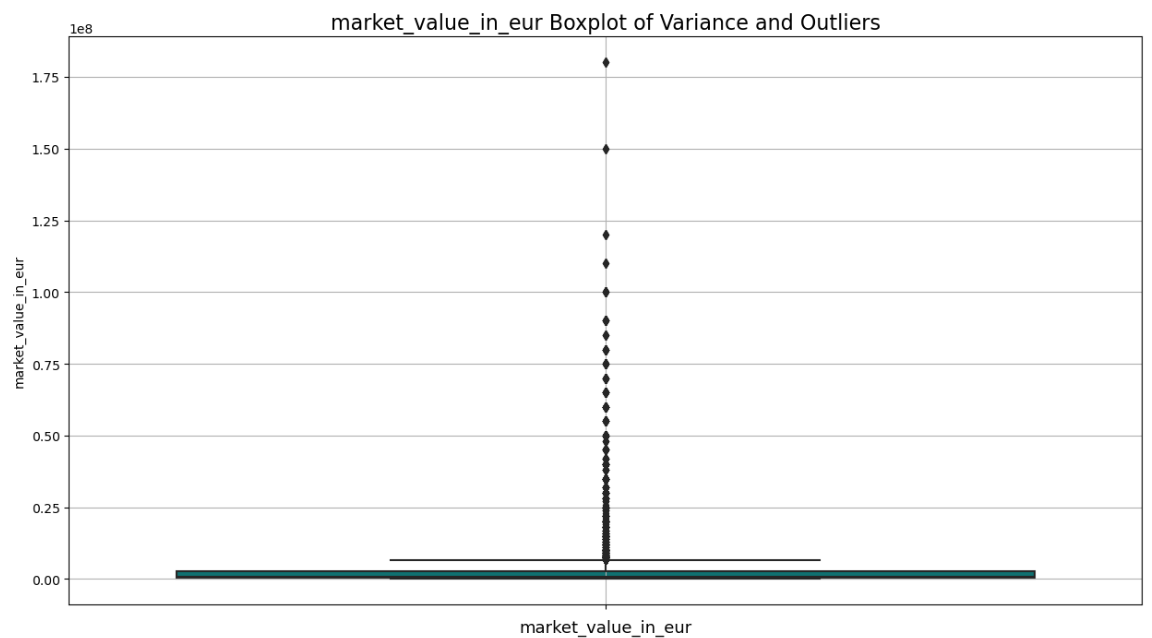 market_value_in_eur Boxplot of Variance and Outliers
1e8
1.75
1.50
1.25
1.00
0.75
0.50
0.25
0.00
market_value_in_eur
market_value_in_eur